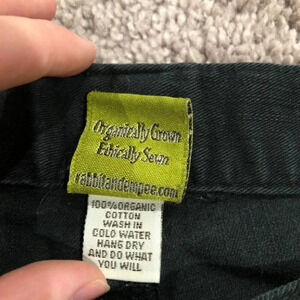 Organically Grown
Ethically Sewn
rabbitandempee.com
100% ORGANIC
COTTON
WASH IN
COLD WATER
HANG DRY
AND DO WHAT
YOU WILL